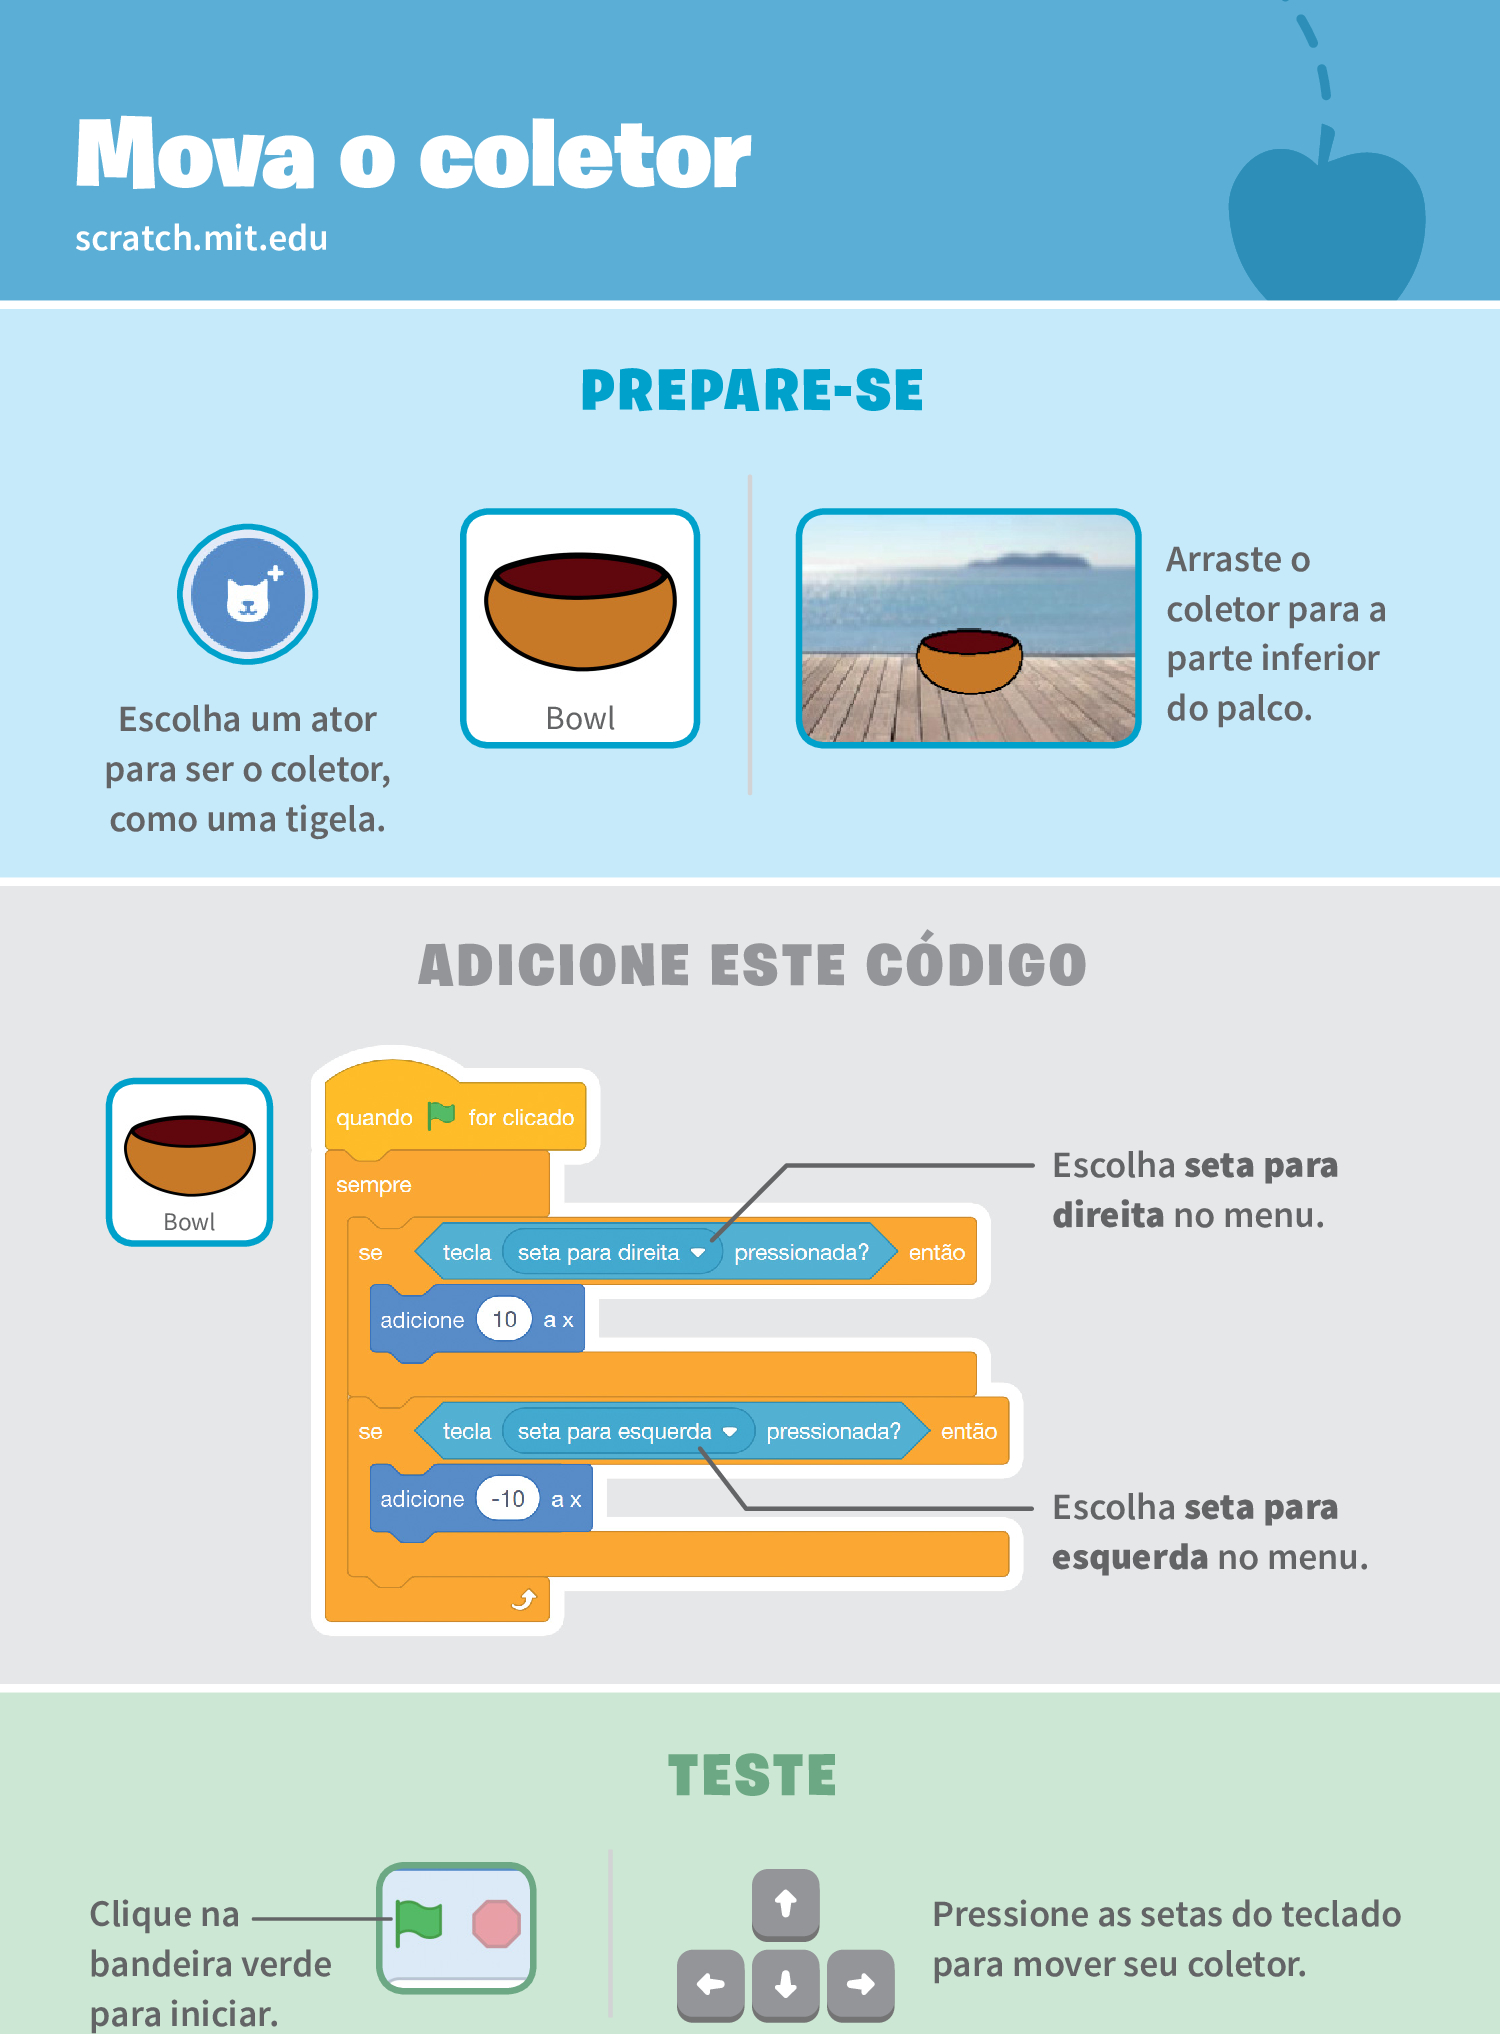 Mova o coletor
scratch.mit.edu
PREPARE-SE
Escolha um ator
para ser o coletor,
como uma tigela.
Bowl
Arraste o
coletor para a
parte inferior
do palco.
ADICIONE ESTE CÓDIGO
Bowl
quando for clicado
sempre
se tecla seta para direita pressionada? então
adicione 10 a x
se tecla seta para esquerda pressionada? então
adicione -10 a x
Escolha seta para
direita no menu.
Escolha seta para
esquerda no menu.
TESTE
Clique na
bandeira verde
para iniciar.
Pressione as setas do teclado
para mover seu coletor.